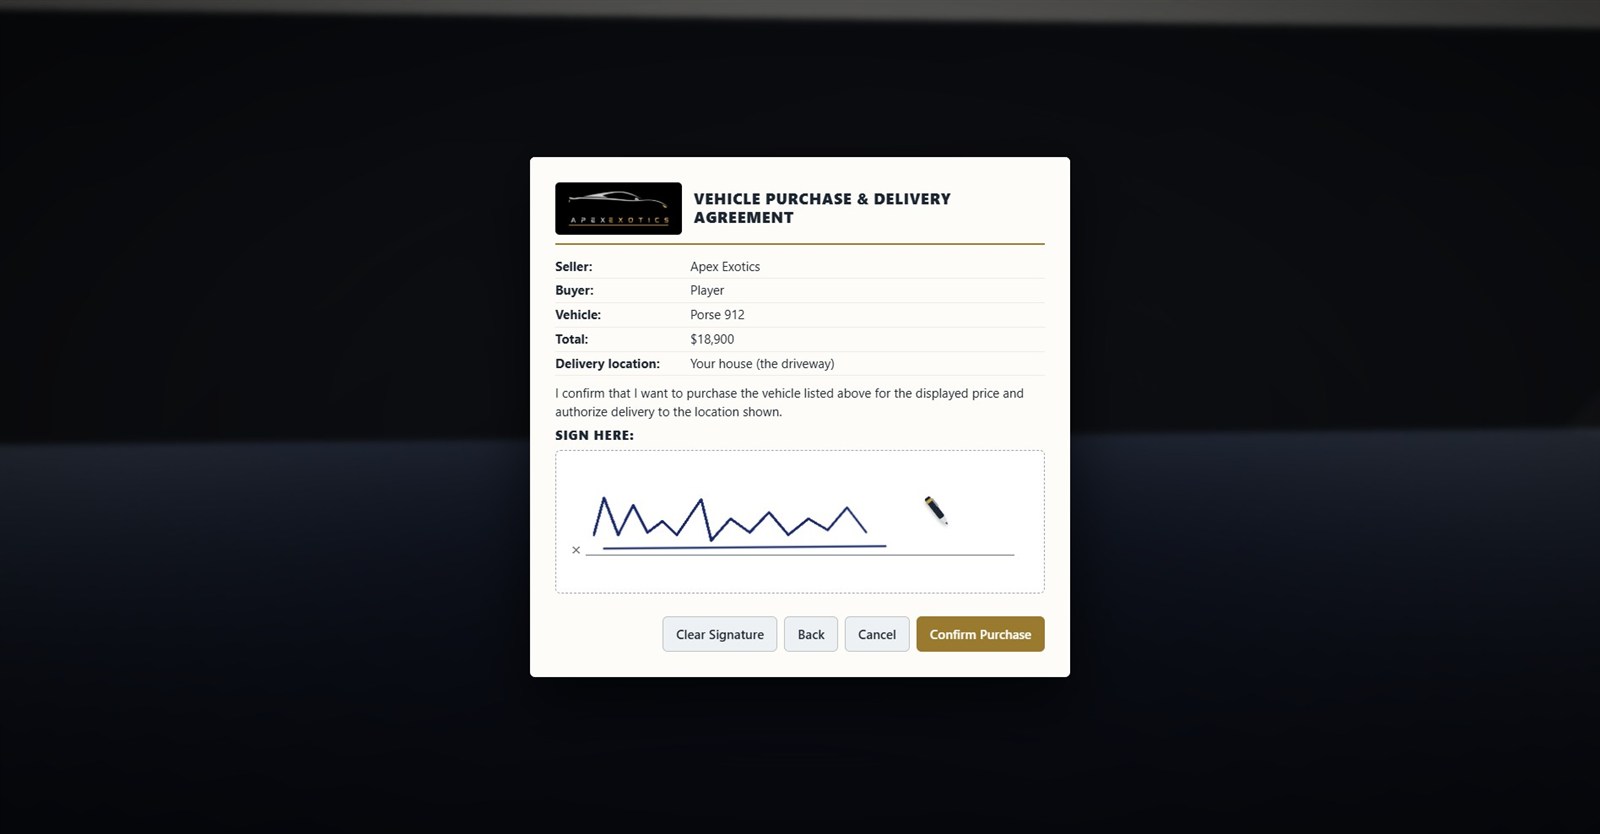 APEXEXOTICS
VEHICLE PURCHASE & DELIVERY
AGREEMENT
Seller: Apex Exotics
Buyer: Player
Vehicle: Porse 912
Total: $18,900
Delivery location: Your house (the driveway)
I confirm that I want to purchase the vehicle listed above for the displayed price and
authorize delivery to the location shown.
SIGN HERE:
×
Clear Signature Back Cancel Confirm Purchase